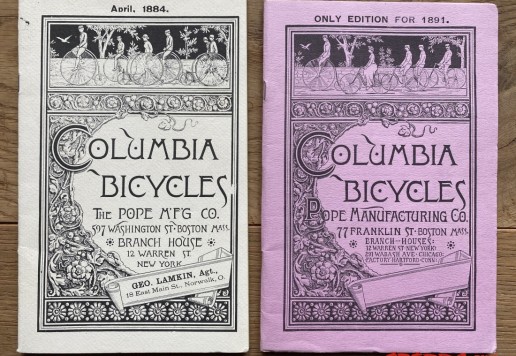 April, 1884.
COLUMBIA
BICYCLES
THE POPE M'F'G CO.
597 WASHINGTON ST·BOSTON MASS.
BRANCH HOUSE
12 WARREN ST
NEW YORK
GEO. LAMKIN, Agt.,
18 East Main St., Norwalk, O.
ONLY EDITION FOR 1891.
COLUMBIA
BICYCLES
POPE MANUFACTURING CO.
77 FRANKLIN ST·BOSTON MASS.
BRANCH-HOUSES:
12 WARREN ST·NEW YORK:
291 WABASH AVE·CHICAGO:
FACTORY HARTFORD·CONN.